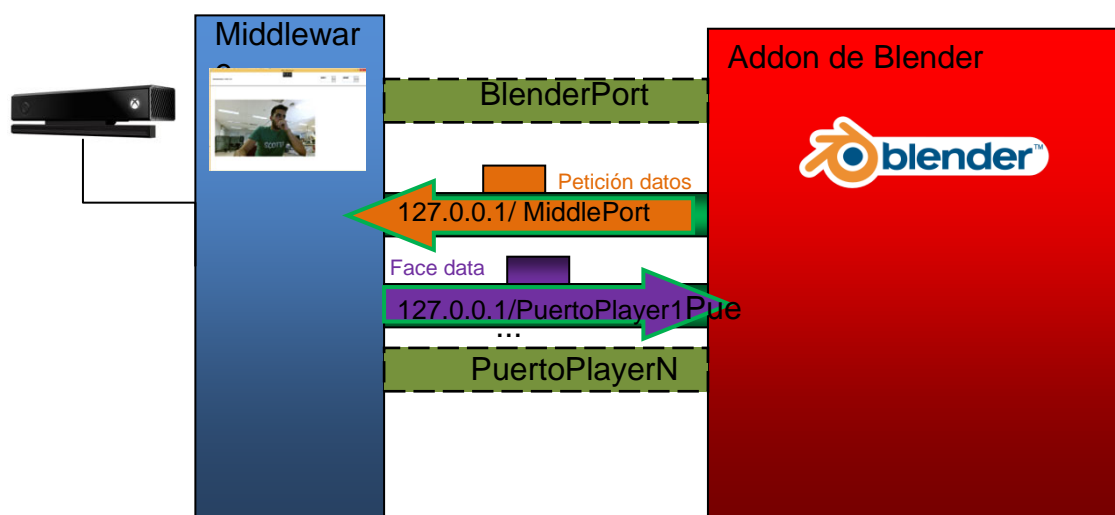 Middlewar
e
Addon de Blender
BlenderPort
blender™
Petición datos
127.0.0.1/ MiddlePort
Face data
127.0.0.1/PuertoPlayer1Pue
...
PuertoPlayerN